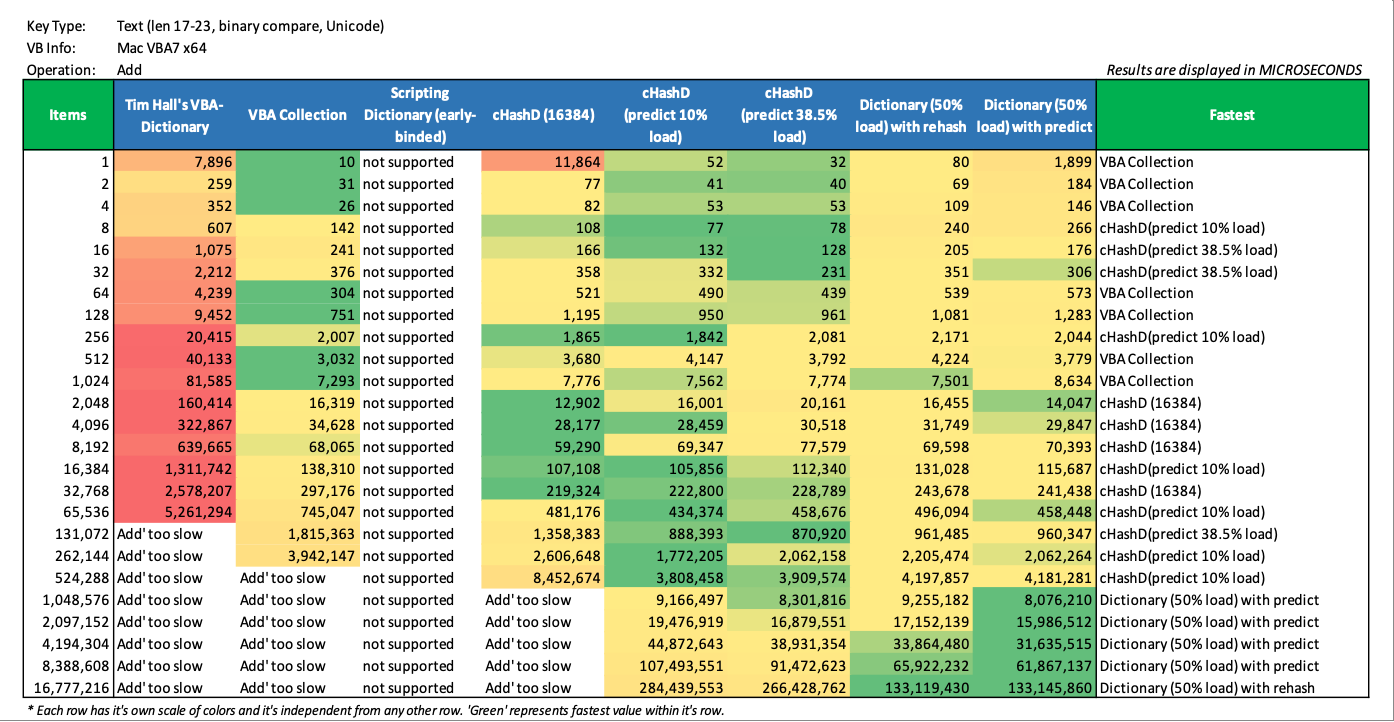 Key Type: Text (len 17-23, binary compare, Unicode)
VB Info: Mac VBA7 x64
Operation: Add Results are displayed in MICROSECONDS
Items Tim Hall's VBA-Dictionary VBA Collection Scripting Dictionary (early-binded) cHashD (16384) cHashD (predict 10% load) cHashD (predict 38.5% load) Dictionary (50% load) with rehash Dictionary (50% load) with predict Fastest
1 7,896 10 not supported 11,864 52 32 80 1,899 VBA Collection
2 259 31 not supported 77 41 40 69 184 VBA Collection
4 352 26 not supported 82 53 53 109 146 VBA Collection
8 607 142 not supported 108 77 78 240 266 cHashD(predict 10% load)
16 1,075 241 not supported 166 132 128 205 176 cHashD(predict 38.5% load)
32 2,212 376 not supported 358 332 231 351 306 cHashD(predict 38.5% load)
64 4,239 304 not supported 521 490 439 539 573 VBA Collection
128 9,452 751 not supported 1,195 950 961 1,081 1,283 VBA Collection
256 20,415 2,007 not supported 1,865 1,842 2,081 2,171 2,044 cHashD(predict 10% load)
512 40,133 3,032 not supported 3,680 4,147 3,792 4,224 3,779 VBA Collection
1,024 81,585 7,293 not supported 7,776 7,562 7,774 7,501 8,634 VBA Collection
2,048 160,414 16,319 not supported 12,902 16,001 20,161 16,455 14,047 cHashD (16384)
4,096 322,867 34,628 not supported 28,177 28,459 30,518 31,749 29,847 cHashD (16384)
8,192 639,665 68,065 not supported 59,290 69,347 77,579 69,598 70,393 cHashD (16384)
16,384 1,311,742 138,310 not supported 107,108 105,856 112,340 131,028 115,687 cHashD(predict 10% load)
32,768 2,578,207 297,176 not supported 219,324 222,800 228,789 243,678 241,438 cHashD (16384)
65,536 5,261,294 745,047 not supported 481,176 434,374 458,676 496,094 458,448 cHashD(predict 10% load)
131,072 Add' too slow 1,815,363 not supported 1,358,383 888,393 870,920 961,485 960,347 cHashD(predict 38.5% load)
262,144 Add' too slow 3,942,147 not supported 2,606,648 1,772,205 2,062,158 2,205,474 2,062,264 cHashD(predict 10% load)
524,288 Add' too slow Add' too slow not supported 8,452,674 3,808,458 3,909,574 4,197,857 4,181,281 cHashD(predict 10% load)
1,048,576 Add' too slow Add' too slow not supported Add' too slow 9,166,497 8,301,816 9,255,182 8,076,210 Dictionary (50% load) with predict
2,097,152 Add' too slow Add' too slow not supported Add' too slow 19,476,919 16,879,551 17,152,139 15,986,512 Dictionary (50% load) with predict
4,194,304 Add' too slow Add' too slow not supported Add' too slow 44,872,643 38,931,354 33,864,480 31,635,515 Dictionary (50% load) with predict
8,388,608 Add' too slow Add' too slow not supported Add' too slow 107,493,551 91,472,623 65,922,232 61,867,137 Dictionary (50% load) with predict
16,777,216 Add' too slow Add' too slow not supported Add' too slow 284,439,553 266,428,762 133,119,430 133,145,860 Dictionary (50% load) with rehash
* Each row has it's own scale of colors and it's independent from any other row. 'Green' represents fastest value within it's row.